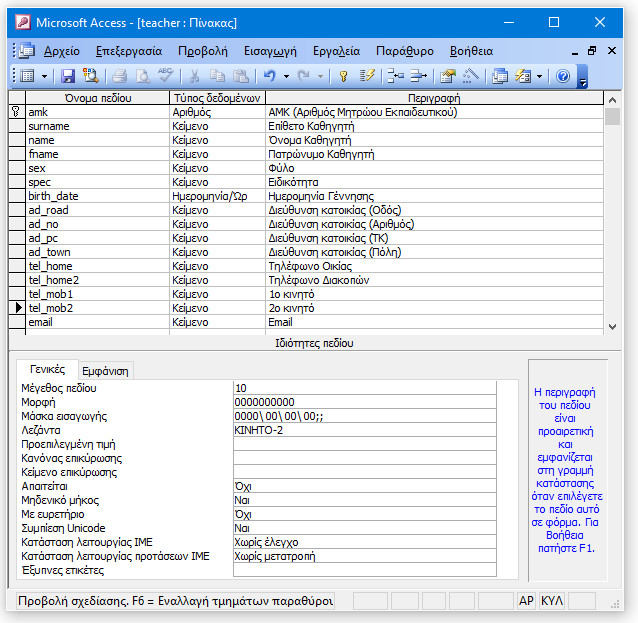 Microsoft Access - [teacher : Πίνακας]
Αρχείο Επεξεργασία Προβολή Εισαγωγή Εργαλεία Παράθυρο Βοήθεια
Όνομα πεδίου Τύπος δεδομένων Περιγραφή
amk Αριθμός ΑΜΚ (Αριθμός Μητρώου Εκπαιδευτικού)
surname Κείμενο Επίθετο Καθηγητή
name Κείμενο Όνομα Καθηγητή
fname Κείμενο Πατρώνυμο Καθηγητή
sex Κείμενο Φύλο
spec Κείμενο Ειδικότητα
birth_date Ημερομηνία/Ώρ Ημερομηνία Γέννησης
ad_road Κείμενο Διεύθυνση κατοικίας (Οδός)
ad_no Κείμενο Διεύθυνση κατοικίας (Αριθμός)
ad_pc Κείμενο Διεύθυνση κατοικίας (ΤΚ)
ad_town Κείμενο Διεύθυνση κατοικίας (Πόλη)
tel_home Κείμενο Τηλέφωνο Οικίας
tel_home2 Κείμενο Τηλέφωνο Διακοπών
tel_mob1 Κείμενο 1ο κινητό
tel_mob2 Κείμενο 2ο κινητό
email Κείμενο Email
Ιδιότητες πεδίου
Γενικές Εμφάνιση
Μέγεθος πεδίου 10
Μορφή 0000000000
Μάσκα εισαγωγής 0000\ 00\ 00\ 00;;
Λεζάντα ΚΙΝΗΤΟ-2
Προεπιλεγμένη τιμή
Κανόνας επικύρωσης
Κείμενο επικύρωσης
Απαιτείται Όχι
Μηδενικό μήκος Ναι
Με ευρετήριο Όχι
Συμπίεση Unicode Ναι
Κατάσταση λειτουργίας IME Χωρίς έλεγχο
Κατάσταση λειτουργίας προτάσεων IME Χωρίς μετατροπή
Έξυπνες ετικέτες
Η περιγραφή
του πεδίου
είναι
προαιρετική
και
εμφανίζεται
στη γραμμή
κατάστασης
όταν επιλέγετε
το πεδίο αυτό
σε φόρμα. Για
Βοήθεια
πατήστε F1.
Προβολή σχεδίασης. F6 = Εναλλαγή τμημάτων παραθύρου ΑΡ ΚΥΛ